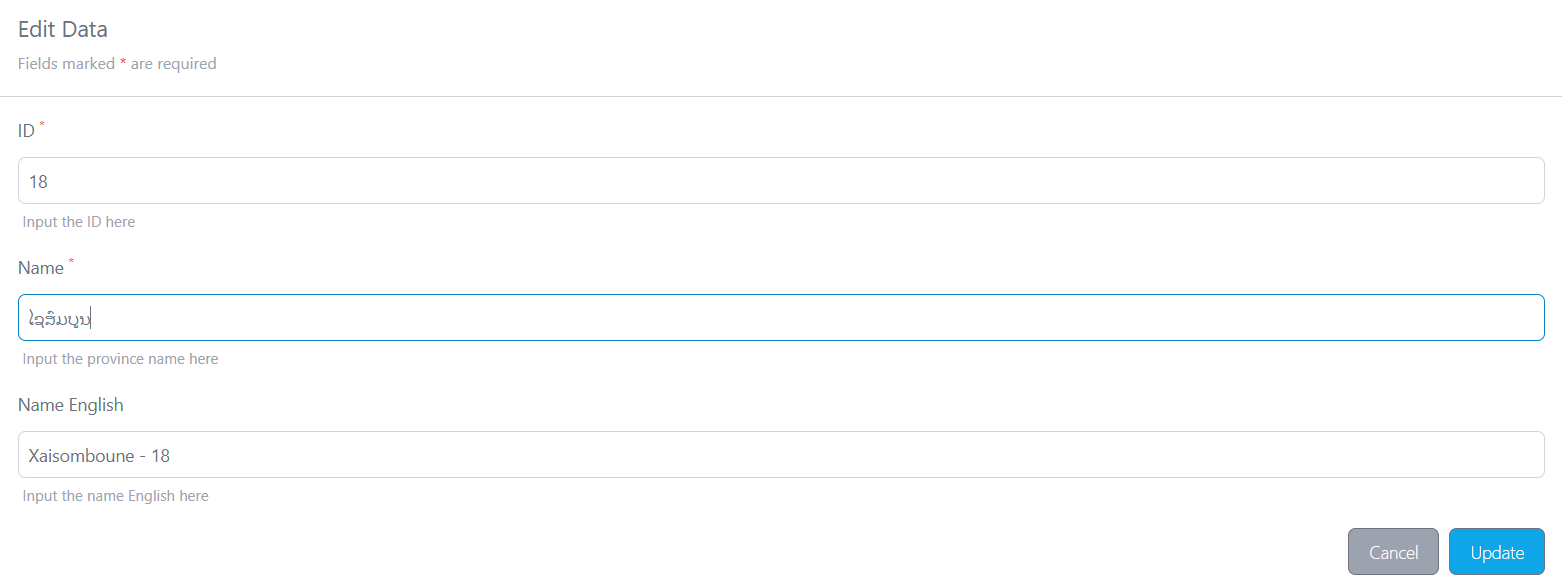 Edit Data
Fields marked * are required
ID *
18
Input the ID here
Name *
ໄຊສົມບູນ
Input the province name here
Name English
Xaisomboune - 18
Input the name English here
Cancel Update